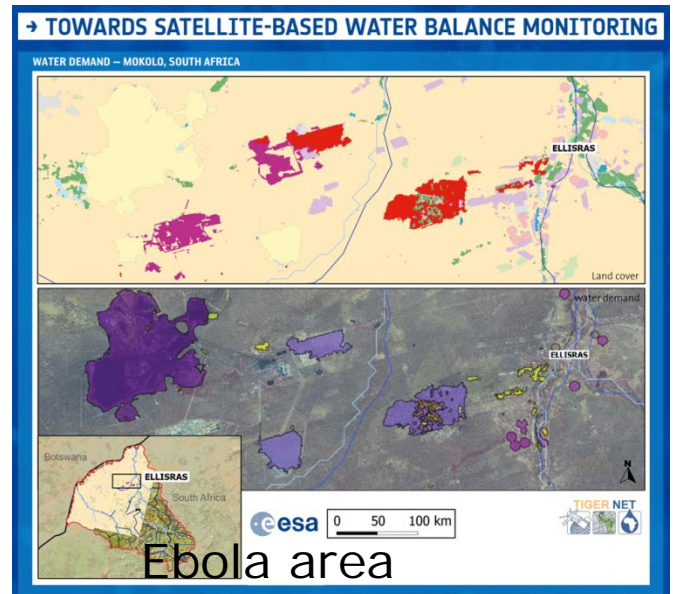 → TOWARDS SATELLITE-BASED WATER BALANCE MONITORING
WATER DEMAND – MOKOLO, SOUTH AFRICA
ELLISRAS
Land cover
water demand
ELLISRAS
Botswana
ELLISRAS
South Africa
N
esa
0 50 100 km
TIGER NET
Ebola area